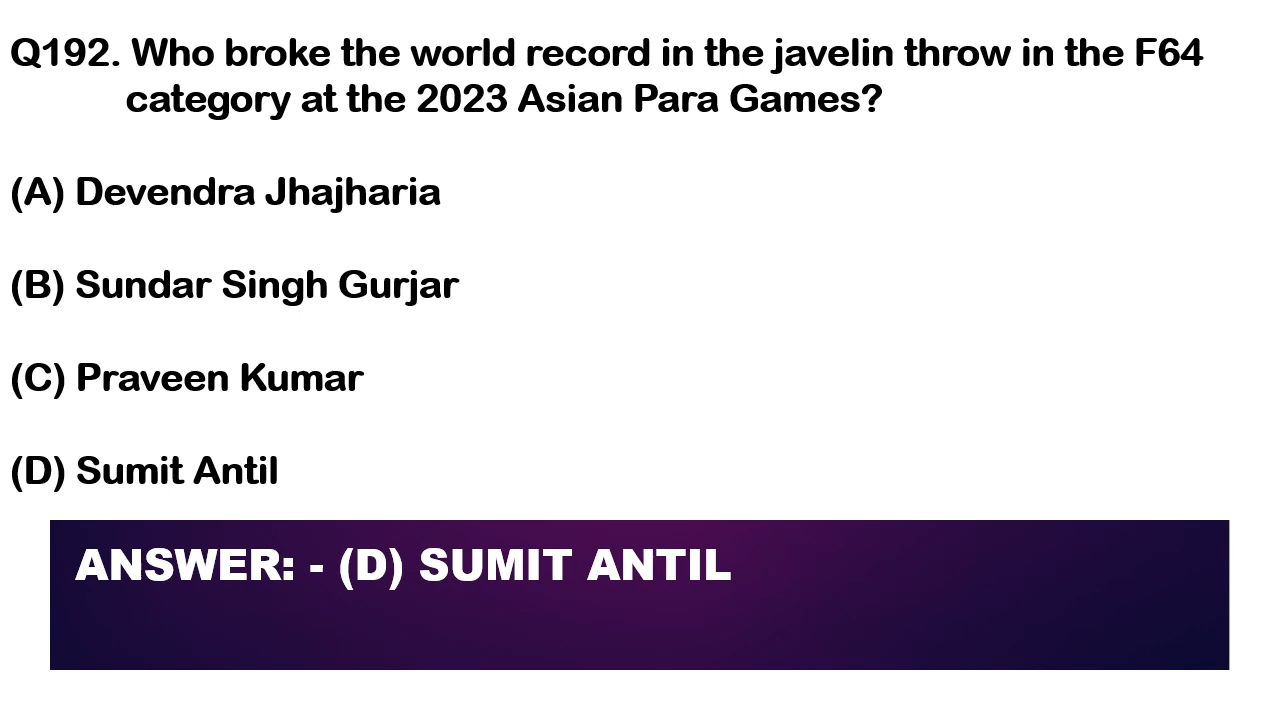 Q192. Who broke the world record in the javelin throw in the F64
category at the 2023 Asian Para Games?
(A) Devendra Jhajharia
(B) Sundar Singh Gurjar
(C) Praveen Kumar
(D) Sumit Antil
ANSWER: - (D) SUMIT ANTIL